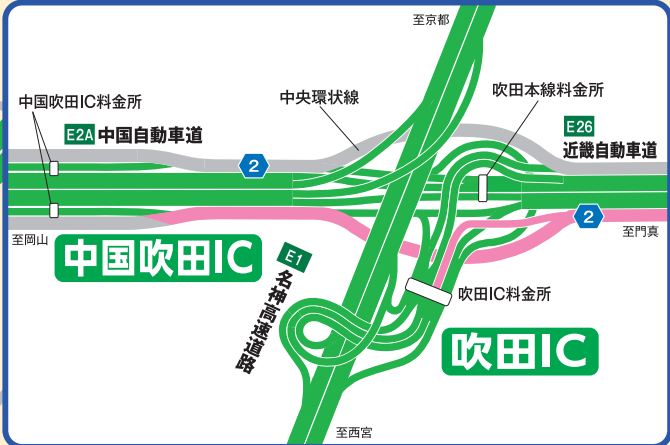 至京都
中国吹田IC料金所
中央環状線
吹田本線料金所
E2A 中国自動車道
E26
近畿自動車道
2
2
至岡山
至門真
中国吹田IC
E1
名神高速道路
吹田IC料金所
吹田IC
至西宮